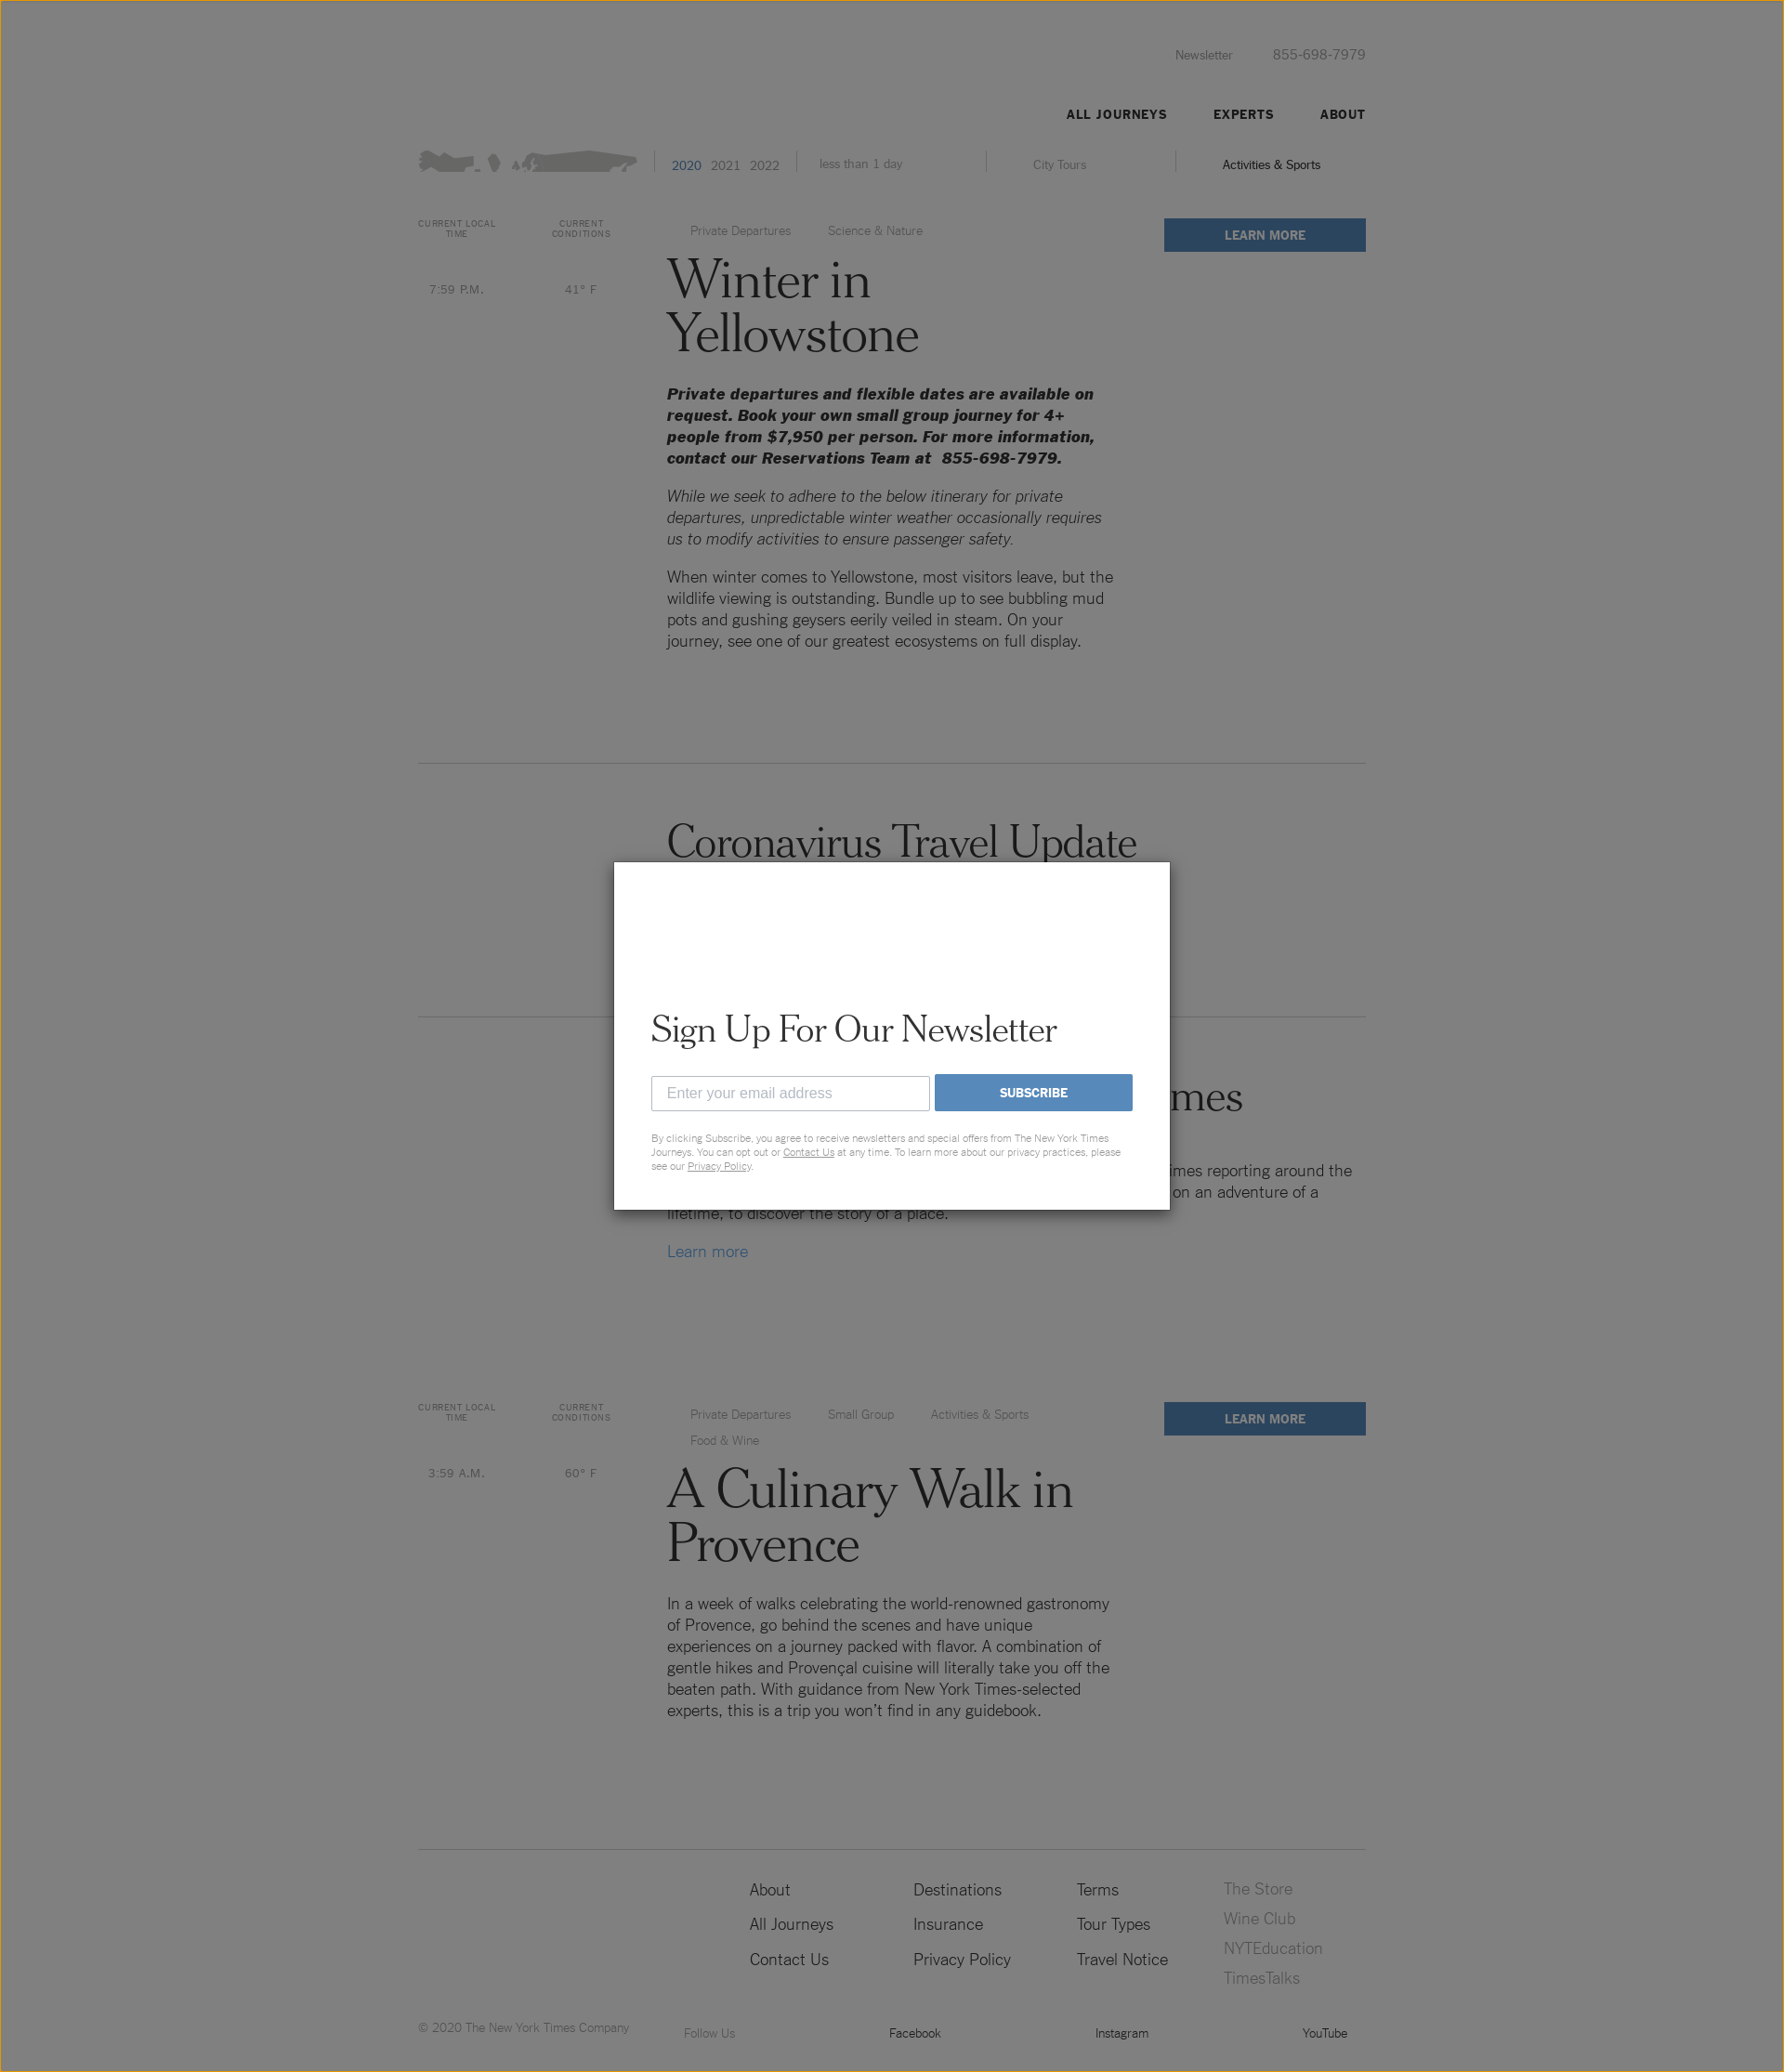 Newsletter 855-698-7979
ALL JOURNEYS EXPERTS ABOUT
2020 2021 2022 less than 1 day City Tours Activities & Sports
CURRENT LOCAL TIME
CURRENT CONDITIONS
7:59 P.M. 41° F
Private Departures Science & Nature
LEARN MORE
Winter in
Yellowstone
Private departures and flexible dates are available on
request. Book your own small group journey for 4+
people from $7,950 per person. For more information,
contact our Reservations Team at 855-698-7979.
While we seek to adhere to the below itinerary for private
departures, unpredictable winter weather occasionally requires
us to modify activities to ensure passenger safety.
When winter comes to Yellowstone, most visitors leave, but the
wildlife viewing is outstanding. Bundle up to see bubbling mud
pots and gushing geysers eerily veiled in steam. On your
journey, see one of our greatest ecosystems on full display.
Coronavirus Travel Update
Sign Up For Our Newsletter
Enter your email address SUBSCRIBE
By clicking Subscribe, you agree to receive newsletters and special offers from The New York Times
Journeys. You can opt out or Contact Us at any time. To learn more about our privacy practices, please
see our Privacy Policy.
mes
imes reporting around the
on an adventure of a
lifetime, to discover the story of a place.
Learn more
CURRENT LOCAL TIME
CURRENT CONDITIONS
3:59 A.M. 60° F
Private Departures Small Group Activities & Sports
Food & Wine
LEARN MORE
A Culinary Walk in
Provence
In a week of walks celebrating the world-renowned gastronomy
of Provence, go behind the scenes and have unique
experiences on a journey packed with flavor. A combination of
gentle hikes and Provençal cuisine will literally take you off the
beaten path. With guidance from New York Times-selected
experts, this is a trip you won’t find in any guidebook.
About
All Journeys
Contact Us
Destinations
Insurance
Privacy Policy
Terms
Tour Types
Travel Notice
The Store
Wine Club
NYTEducation
TimesTalks
© 2020 The New York Times Company
Follow Us Facebook Instagram YouTube